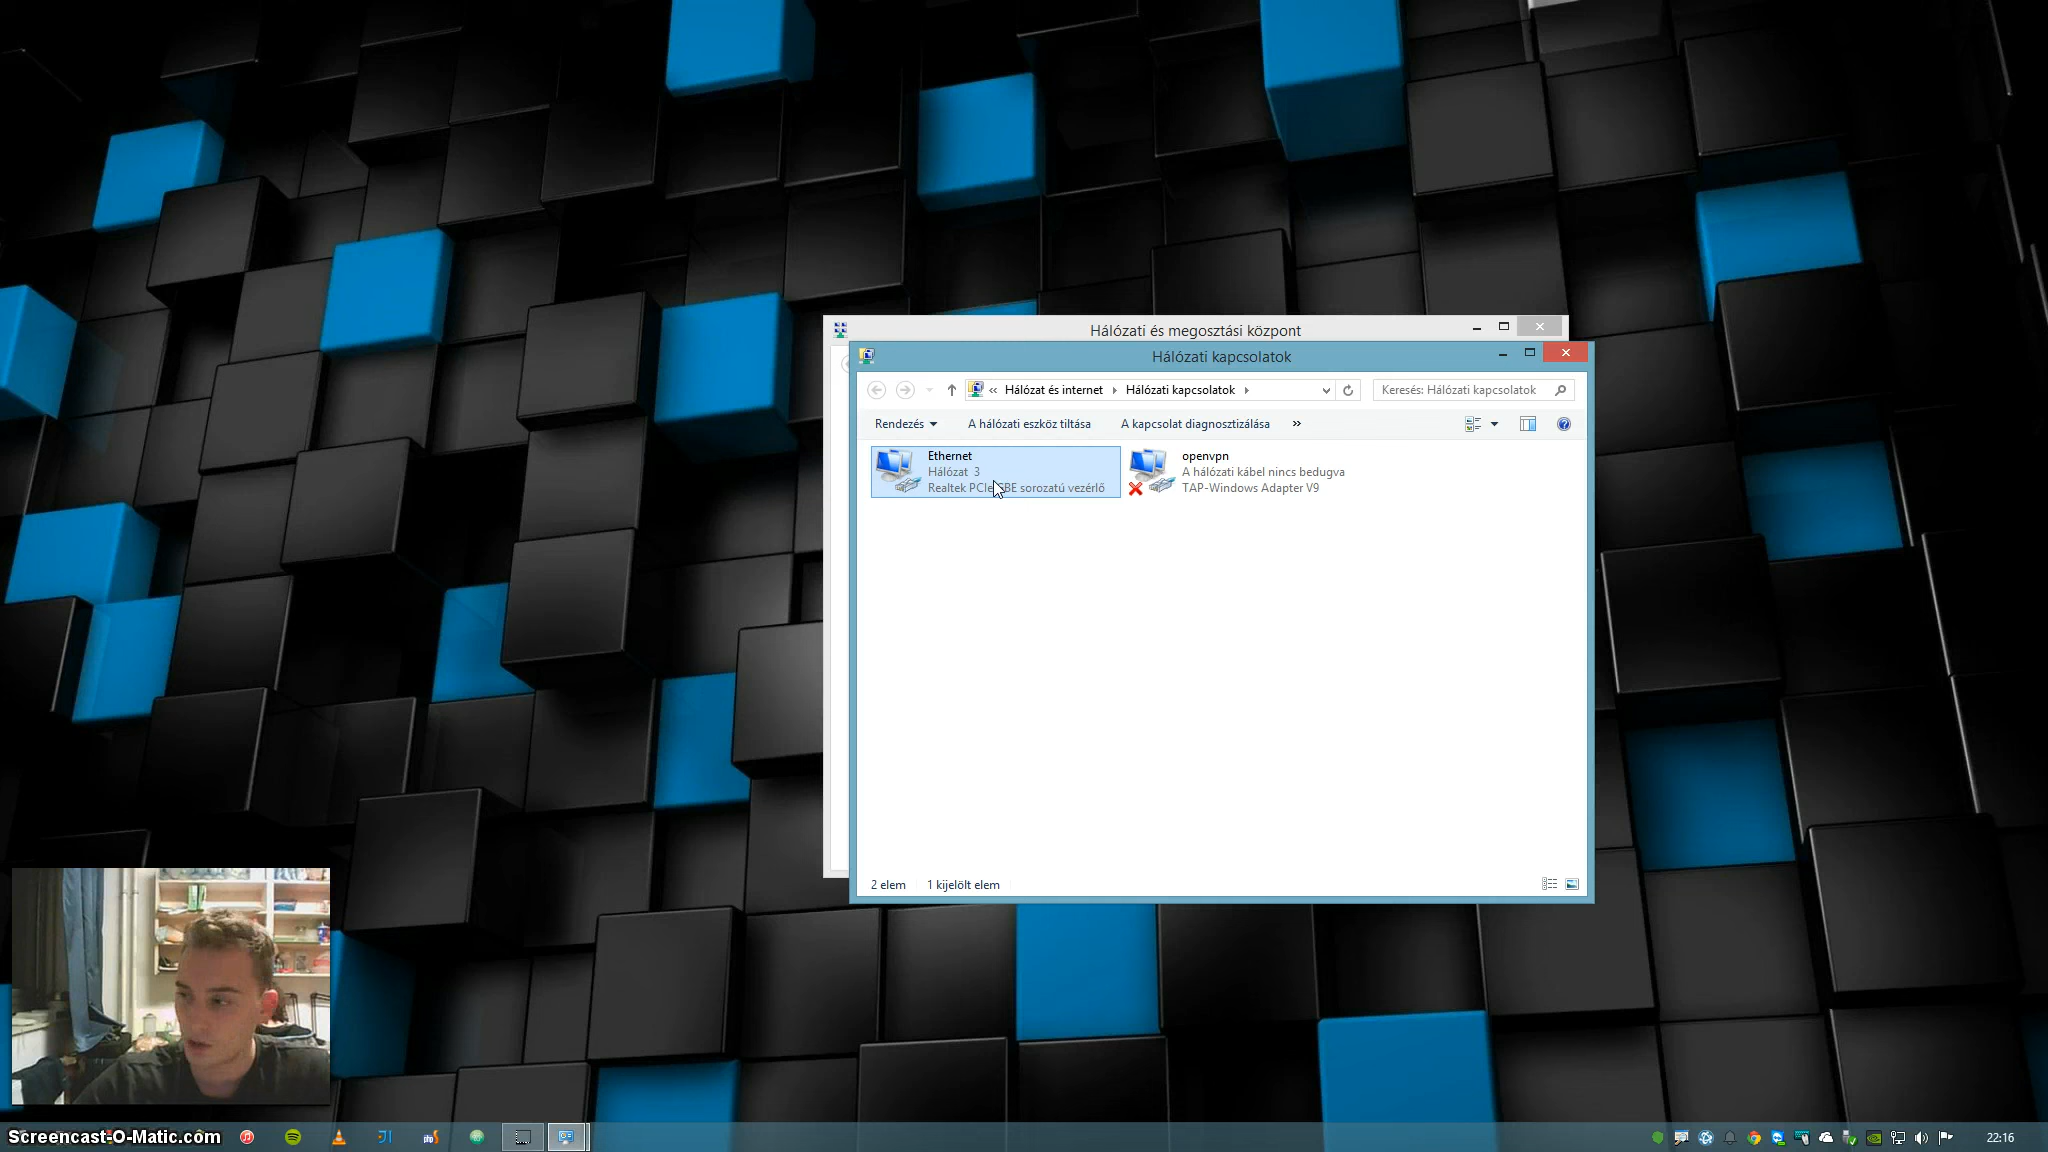 Hálózati és megosztási központ
Hálózati kapcsolatok
« Hálózat és internet Hálózati kapcsolatok
Keresés: Hálózati kapcsolatok
Rendezés A hálózati eszköz tiltása A kapcsolat diagnosztizálása »
Ethernet
Hálózat 3
Realtek PCIe GBE sorozatú vezérlő
openvpn
A hálózati kábel nincs bedugva
TAP-Windows Adapter V9
2 elem 1 kijelölt elem
Screencast-O-Matic.com
php
22:16